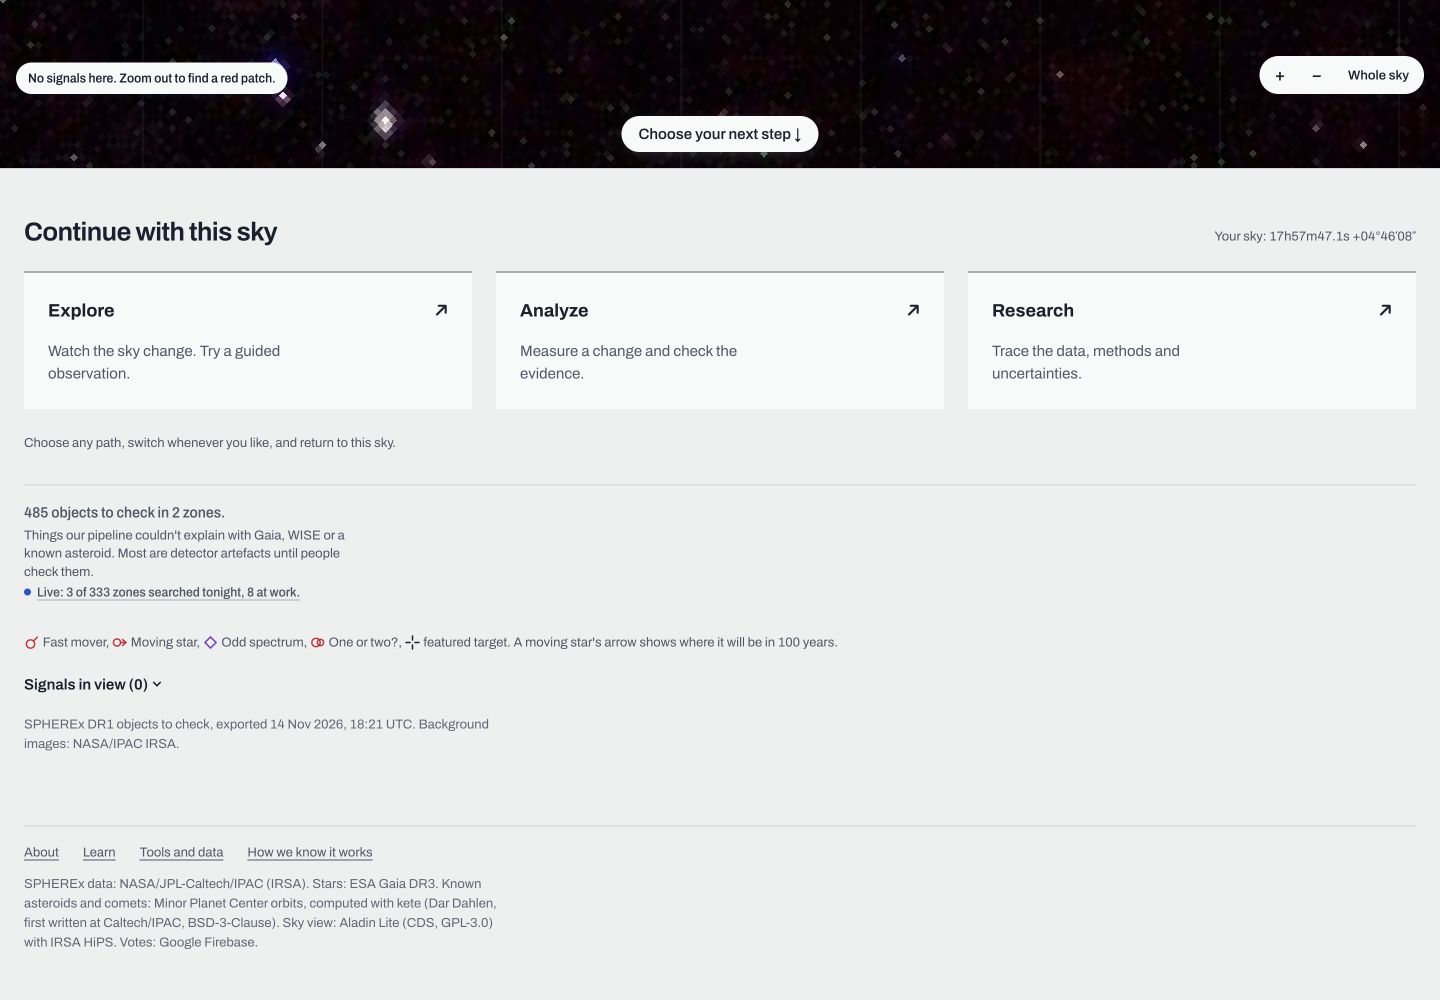 No signals here. Zoom out to find a red patch.
+ − Whole sky
Choose your next step ↓
Continue with this sky
Your sky: 17h57m47.1s +04°46′08″
Explore
Watch the sky change. Try a guided
observation.
Analyze
Measure a change and check the
evidence.
Research
Trace the data, methods and
uncertainties.
Choose any path, switch whenever you like, and return to this sky.
485 objects to check in 2 zones.
Things our pipeline couldn't explain with Gaia, WISE or a
known asteroid. Most are detector artefacts until people
check them.
Live: 3 of 333 zones searched tonight, 8 at work.
Fast mover, Moving star, Odd spectrum, One or two?, featured target. A moving star's arrow shows where it will be in 100 years.
Signals in view (0)
SPHEREx DR1 objects to check, exported 14 Nov 2026, 18:21 UTC. Background
images: NASA/IPAC IRSA.
About Learn Tools and data How we know it works
SPHEREx data: NASA/JPL-Caltech/IPAC (IRSA). Stars: ESA Gaia DR3. Known
asteroids and comets: Minor Planet Center orbits, computed with kete (Dar Dahlen,
first written at Caltech/IPAC, BSD-3-Clause). Sky view: Aladin Lite (CDS, GPL-3.0)
with IRSA HiPS. Votes: Google Firebase.